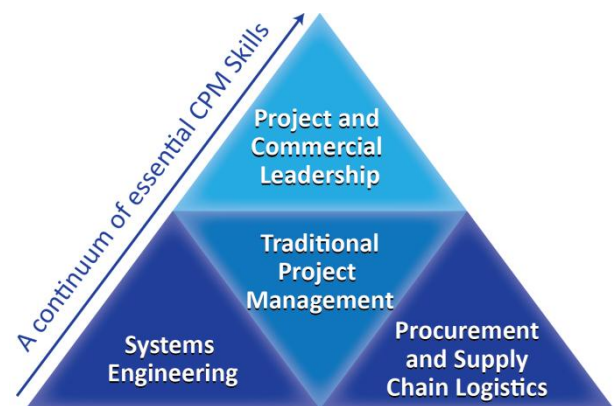 A continuum of essential CPM Skills
Project and
Commercial
Leadership
Traditional
Project
Management
Systems
Engineering
Procurement
and Supply
Chain Logistics